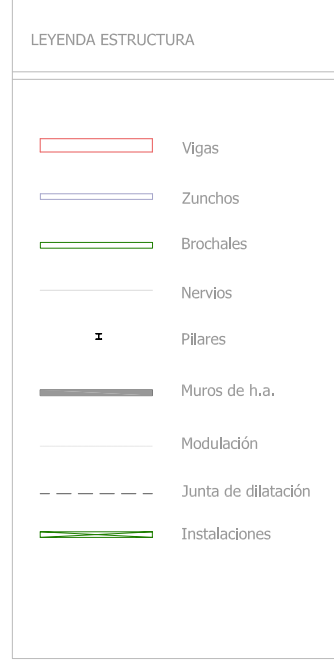 LEYENDA ESTRUCTURA
Vigas
Zunchos
Brochales
Nervios
Pilares
Muros de h.a.
Modulación
Junta de dilatación
Instalaciones